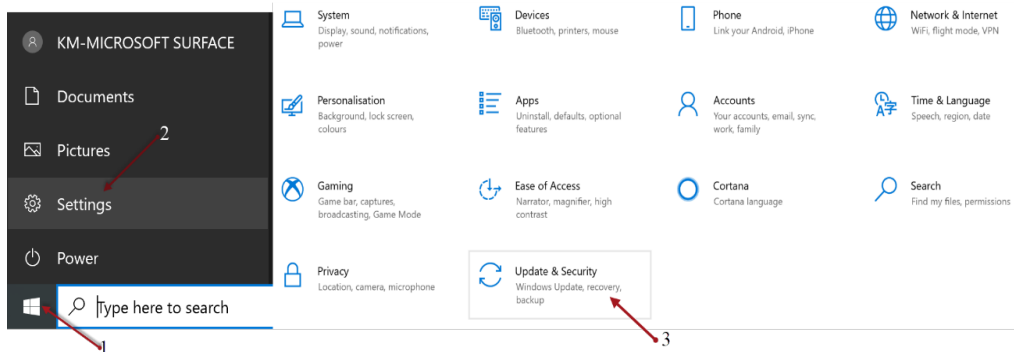 KM-MICROSOFT SURFACE
Documents
2
Pictures
Settings
Power
Type here to search
1
System
Display, sound, notifications,
power
Devices
Bluetooth, printers, mouse
Phone
Link your Android, iPhone
Network & Internet
WiFi, flight mode, VPN
Personalisation
Background, lock screen,
colours
Apps
Uninstall, defaults, optional
features
Accounts
Your accounts, email, sync,
work, family
Time & Language
Speech, region, date
Gaming
Game bar, captures,
broadcasting, Game Mode
Ease of Access
Narrator, magnifier, high
contrast
Cortana
Cortana language
Search
Find my files, permissions
Privacy
Location, camera, microphone
Update & Security
Windows Update, recovery,
backup
3